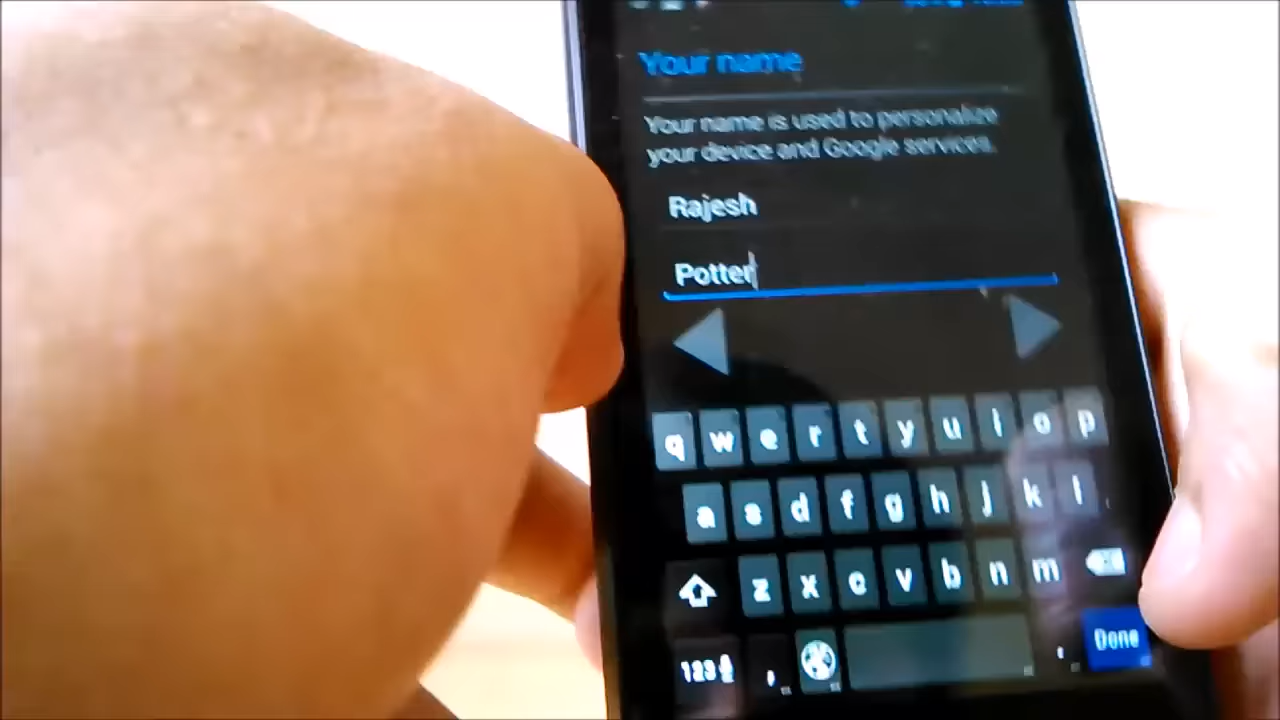 Your name
Your name is used to personalize
your device and Google services.
Rajesh
Potter
q w e r t y u i o p
a s d f g h j k l
z x c v b n m
123 , . Done